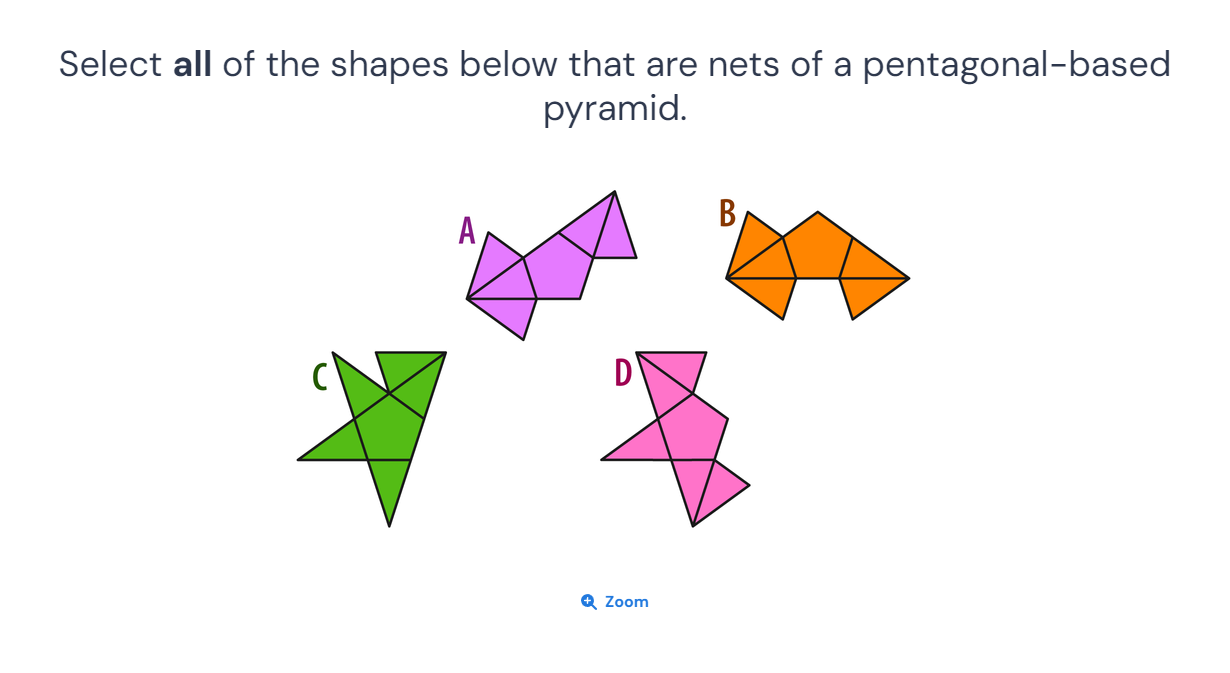 Select all of the shapes below that are nets of a pentagonal-based
pyramid.
A
B
C
D
Zoom